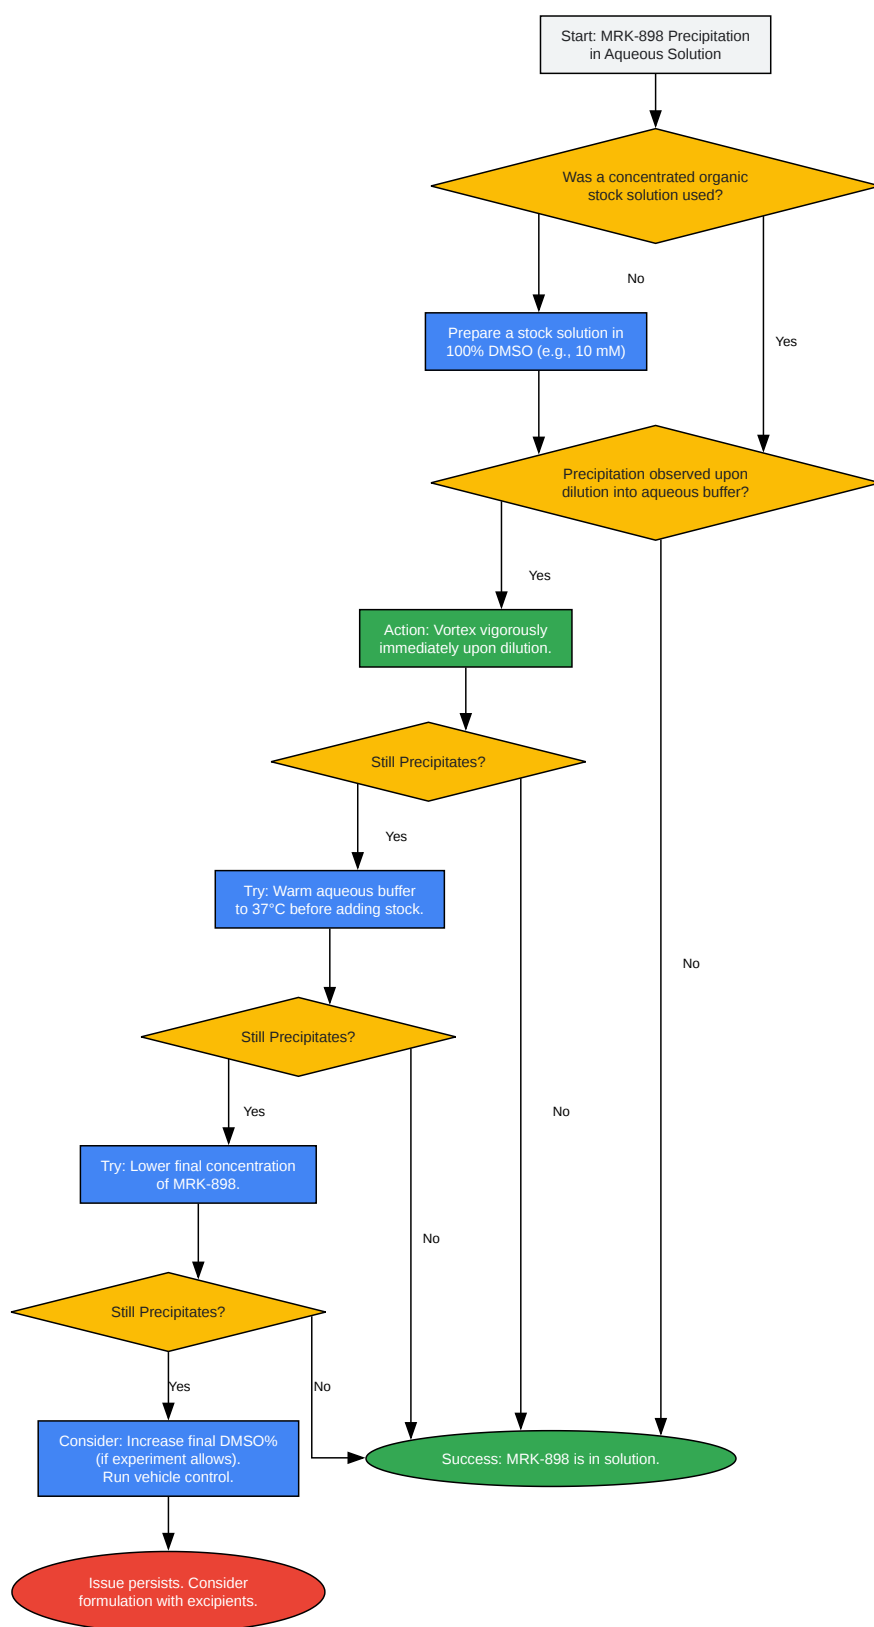 Start: MRK-898 Precipitation
in Aqueous Solution
Was a concentrated organic
stock solution used?
No
Prepare a stock solution in
100% DMSO (e.g., 10 mM)
Yes
Precipitation observed upon
dilution into aqueous buffer?
Yes
Action: Vortex vigorously
immediately upon dilution.
Still Precipitates?
Yes
Try: Warm aqueous buffer
to 37°C before adding stock.
No
Still Precipitates?
Yes
No
Try: Lower final concentration
of MRK-898.
No
Still Precipitates?
Yes
No
Consider: Increase final DMSO%
(if experiment allows).
Run vehicle control.
Success: MRK-898 is in solution.
Issue persists. Consider
formulation with excipients.